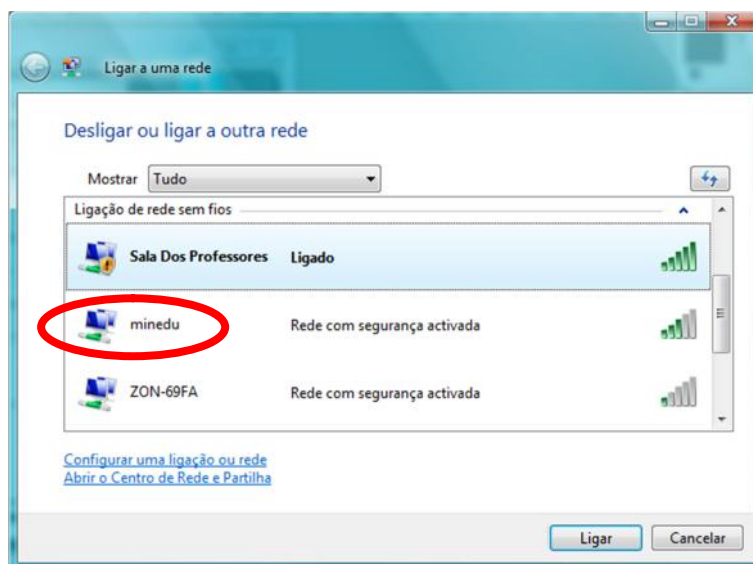 Ligar a uma rede
Desligar ou ligar a outra rede
Mostrar Tudo
Ligação de rede sem fios
Sala Dos Professores Ligado
minedu Rede com segurança activada
ZON-69FA Rede com segurança activada
Configurar uma ligação ou rede
Abrir o Centro de Rede e Partilha
Ligar Cancelar